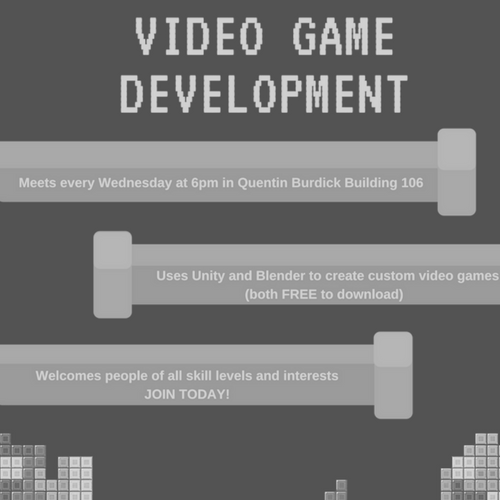 VIDEO GAME
DEVELOPMENT
Meets every Wednesday at 6pm in Quentin Burdick Building 106
Uses Unity and Blender to create custom video games
(both FREE to download)
Welcomes people of all skill levels and interests
JOIN TODAY!